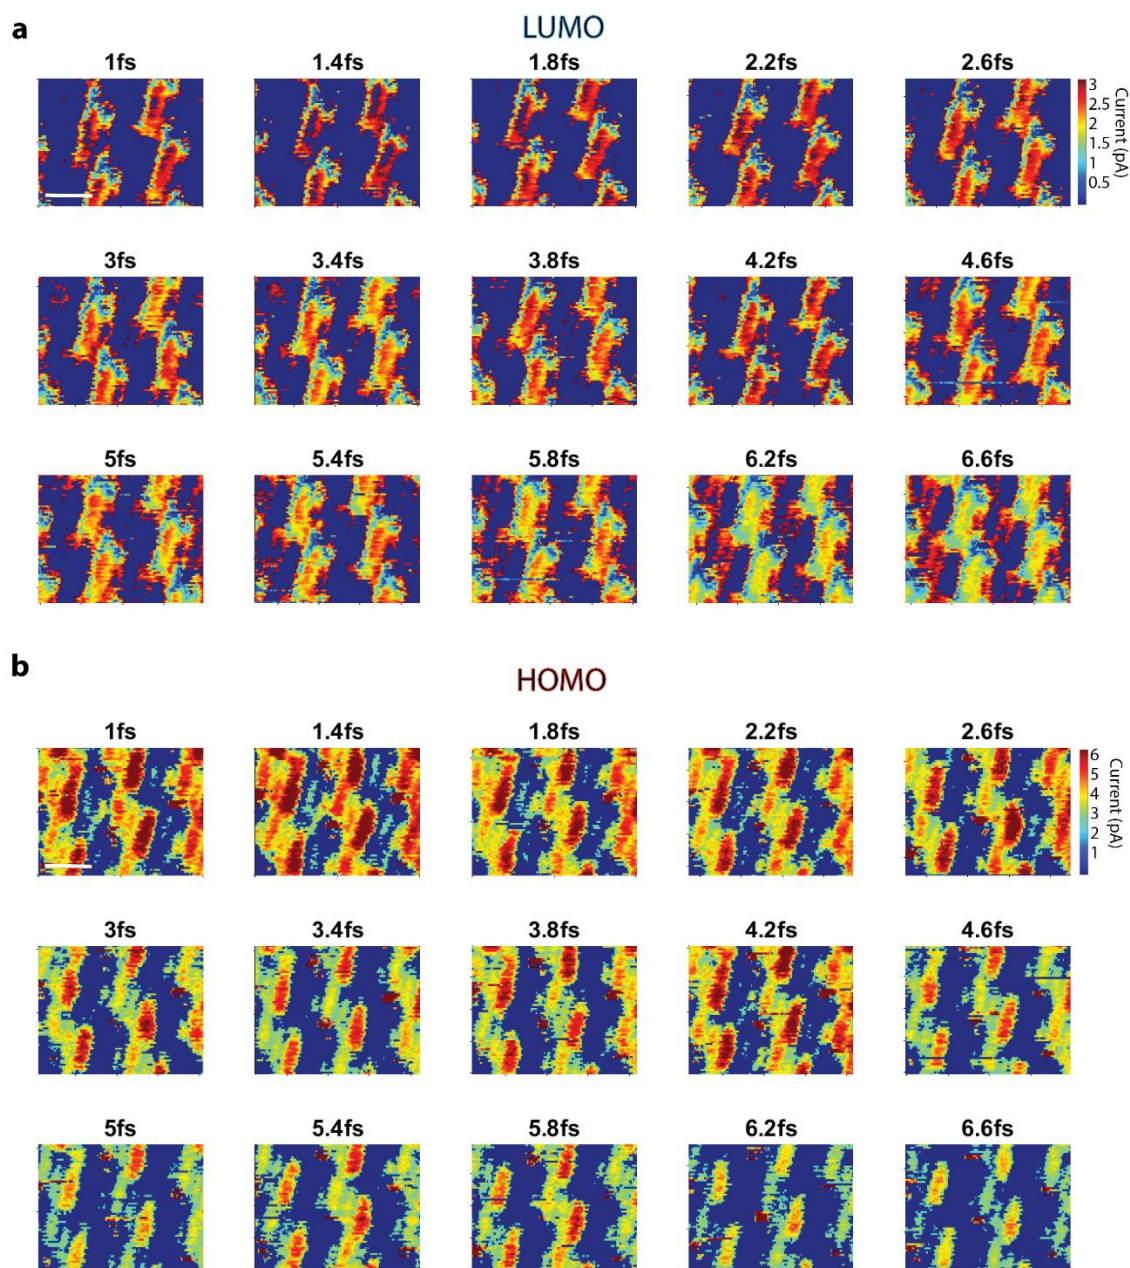 a
LUMO
1fs 1.4fs 1.8fs 2.2fs 2.6fs
3
2.5
2
1.5
1
0.5
Current (pA)
3fs 3.4fs 3.8fs 4.2fs 4.6fs
5fs 5.4fs 5.8fs 6.2fs 6.6fs
b
HOMO
1fs 1.4fs 1.8fs 2.2fs 2.6fs
6
5
4
3
2
1
Current (pA)
3fs 3.4fs 3.8fs 4.2fs 4.6fs
5fs 5.4fs 5.8fs 6.2fs 6.6fs